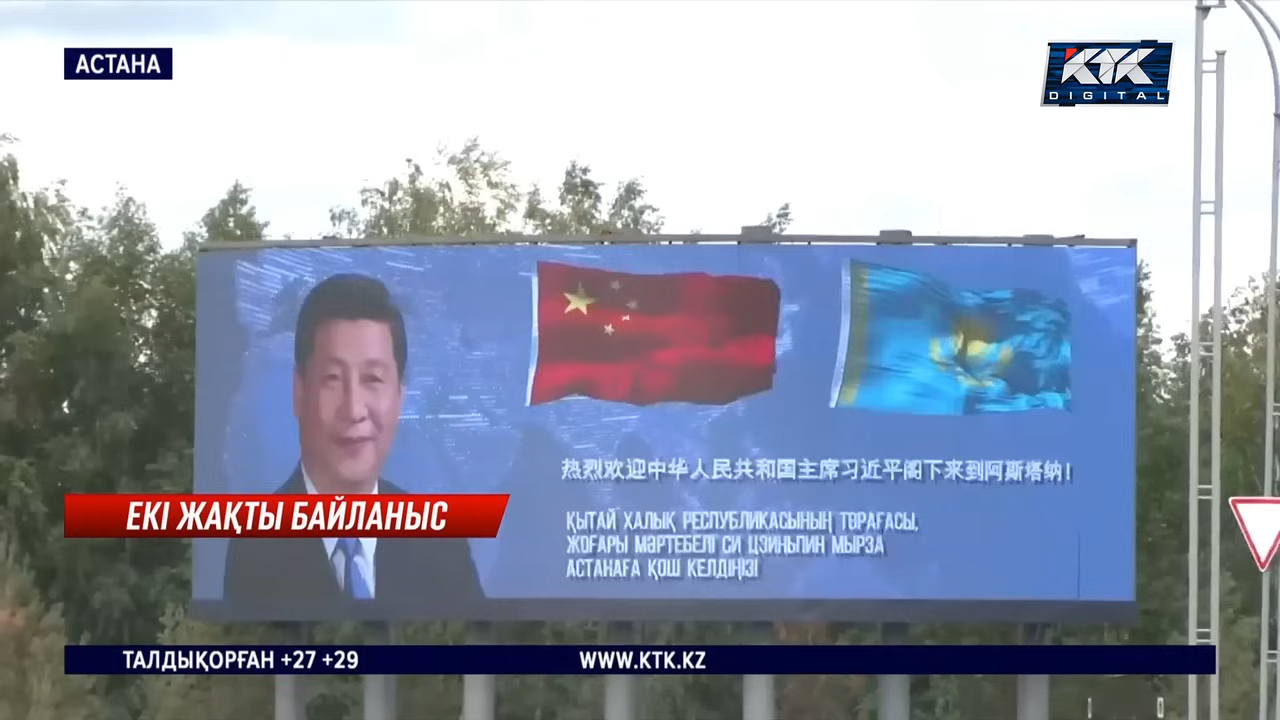 АСТАНА
КТК
DIGITAL
热烈欢迎中华人民共和国主席习近平阁下来到阿斯塔纳!
ҚЫТАЙ ХАЛЫҚ РЕСПУБЛИКАСЫНЫҢ ТӨРАҒАСЫ,
ЖОҒАРЫ МӘРТЕБЕЛІ СИ ЦЗИНЬПИН МЫРЗА
АСТАНАҒА ҚОШ КЕЛДІҢІЗ!
ЕКІ ЖАҚТЫ БАЙЛАНЫС
ТАЛДЫҚОРҒАН +27 +29
WWW.KTK.KZ